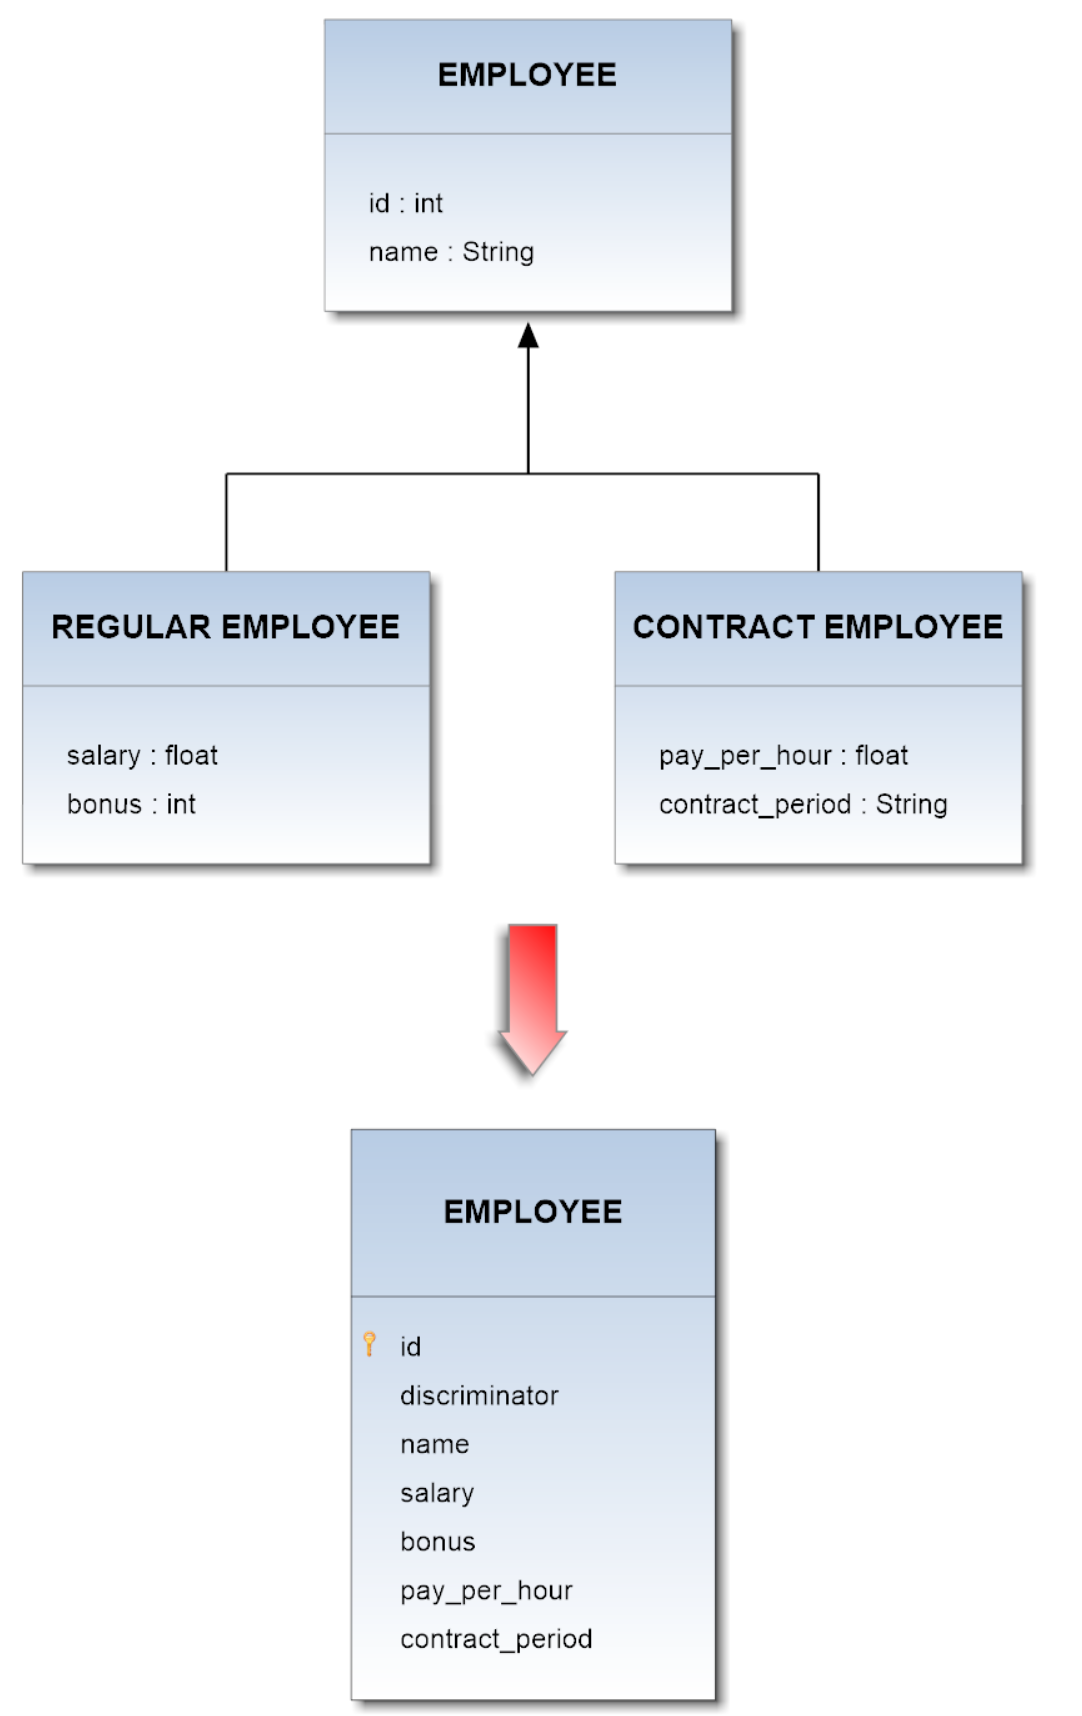 EMPLOYEE
id : int
name : String
REGULAR EMPLOYEE
salary : float
bonus : int
CONTRACT EMPLOYEE
pay_per_hour : float
contract_period : String
EMPLOYEE
id
discriminator
name
salary
bonus
pay_per_hour
contract_period